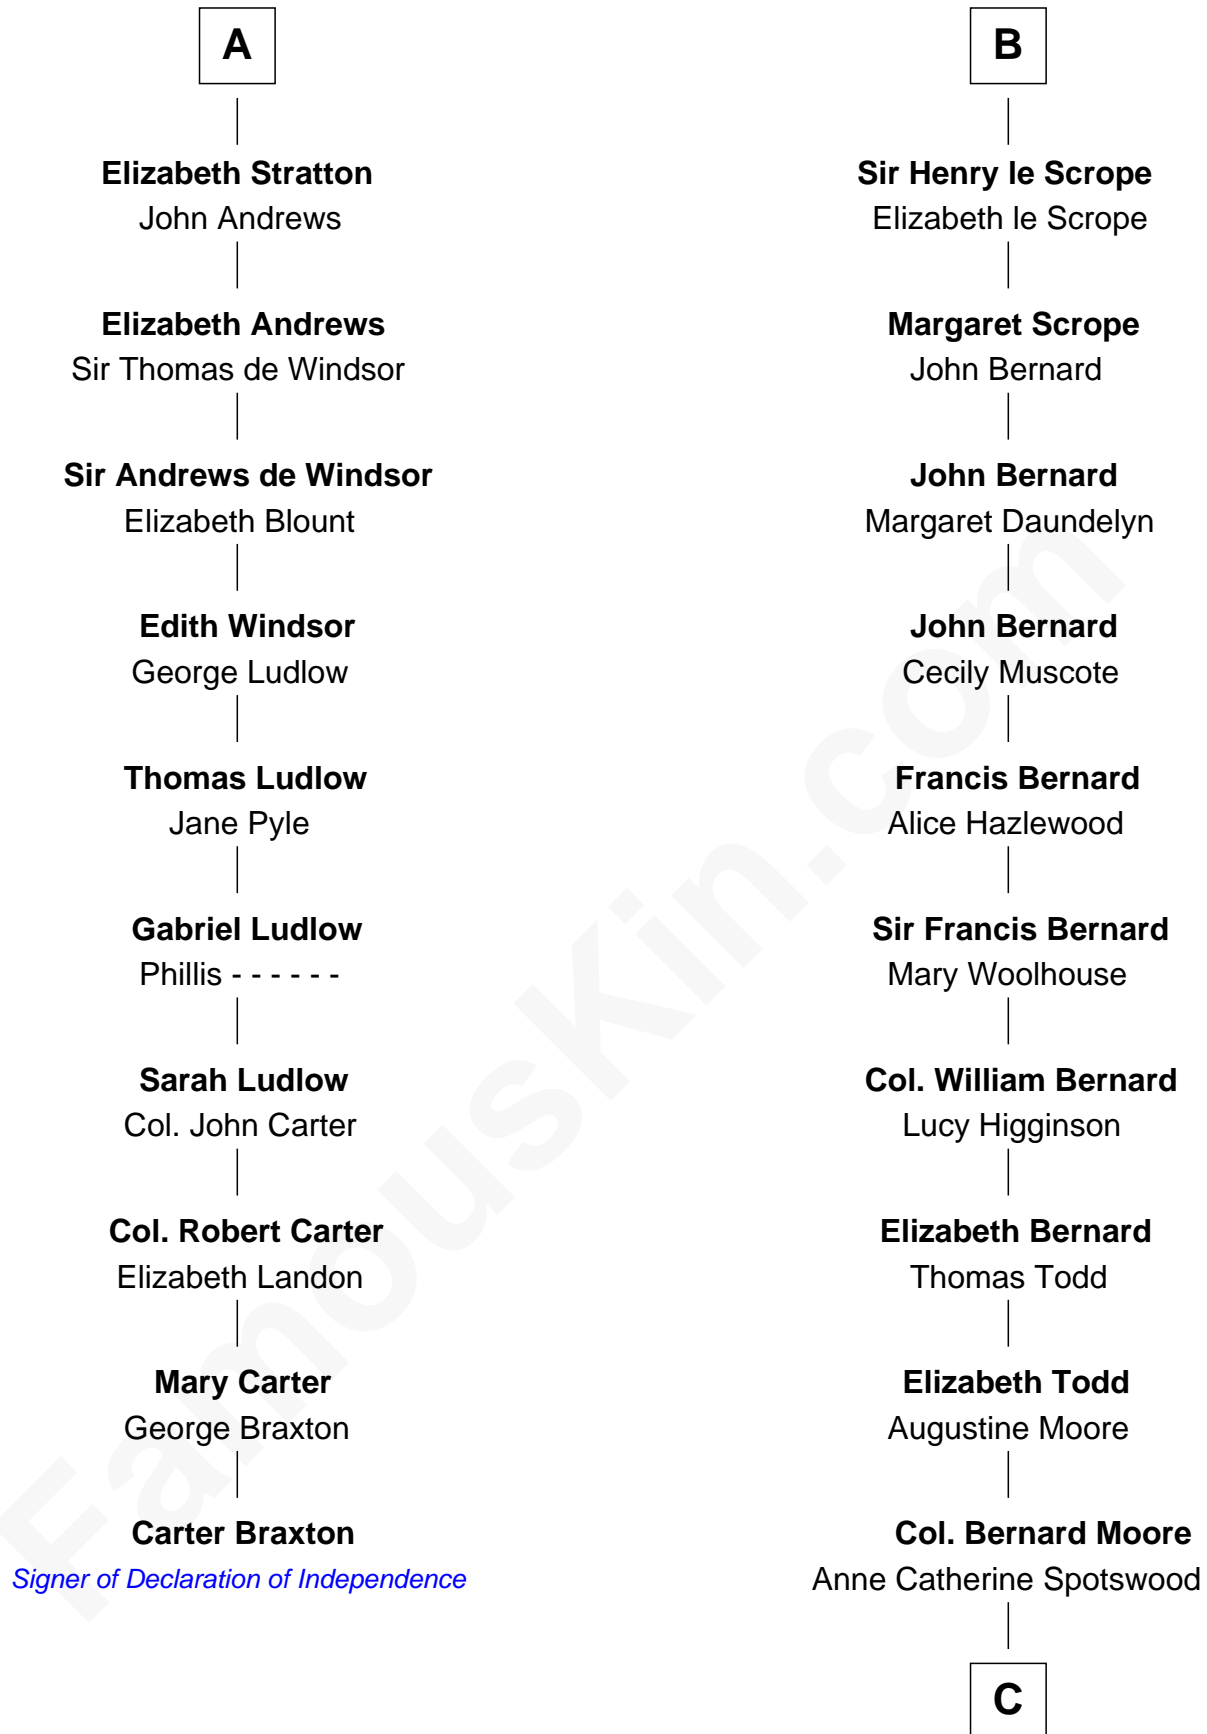 A
Elizabeth Stratton
John Andrews
Elizabeth Andrews
Sir Thomas de Windsor
Sir Andrews de Windsor
Elizabeth Blount
Edith Windsor
George Ludlow
Thomas Ludlow
Jane Pyle
Gabriel Ludlow
Phillis - - - - - -
Sarah Ludlow
Col. John Carter
Col. Robert Carter
Elizabeth Landon
Mary Carter
George Braxton
Carter Braxton
Signer of Declaration of Independence
B
Sir Henry le Scrope
Elizabeth le Scrope
Margaret Scrope
John Bernard
John Bernard
Margaret Daundelyn
John Bernard
Cecily Muscote
Francis Bernard
Alice Hazlewood
Sir Francis Bernard
Mary Woolhouse
Col. William Bernard
Lucy Higginson
Elizabeth Bernard
Thomas Todd
Elizabeth Todd
Augustine Moore
Col. Bernard Moore
Anne Catherine Spotswood
C
FamousKin.com